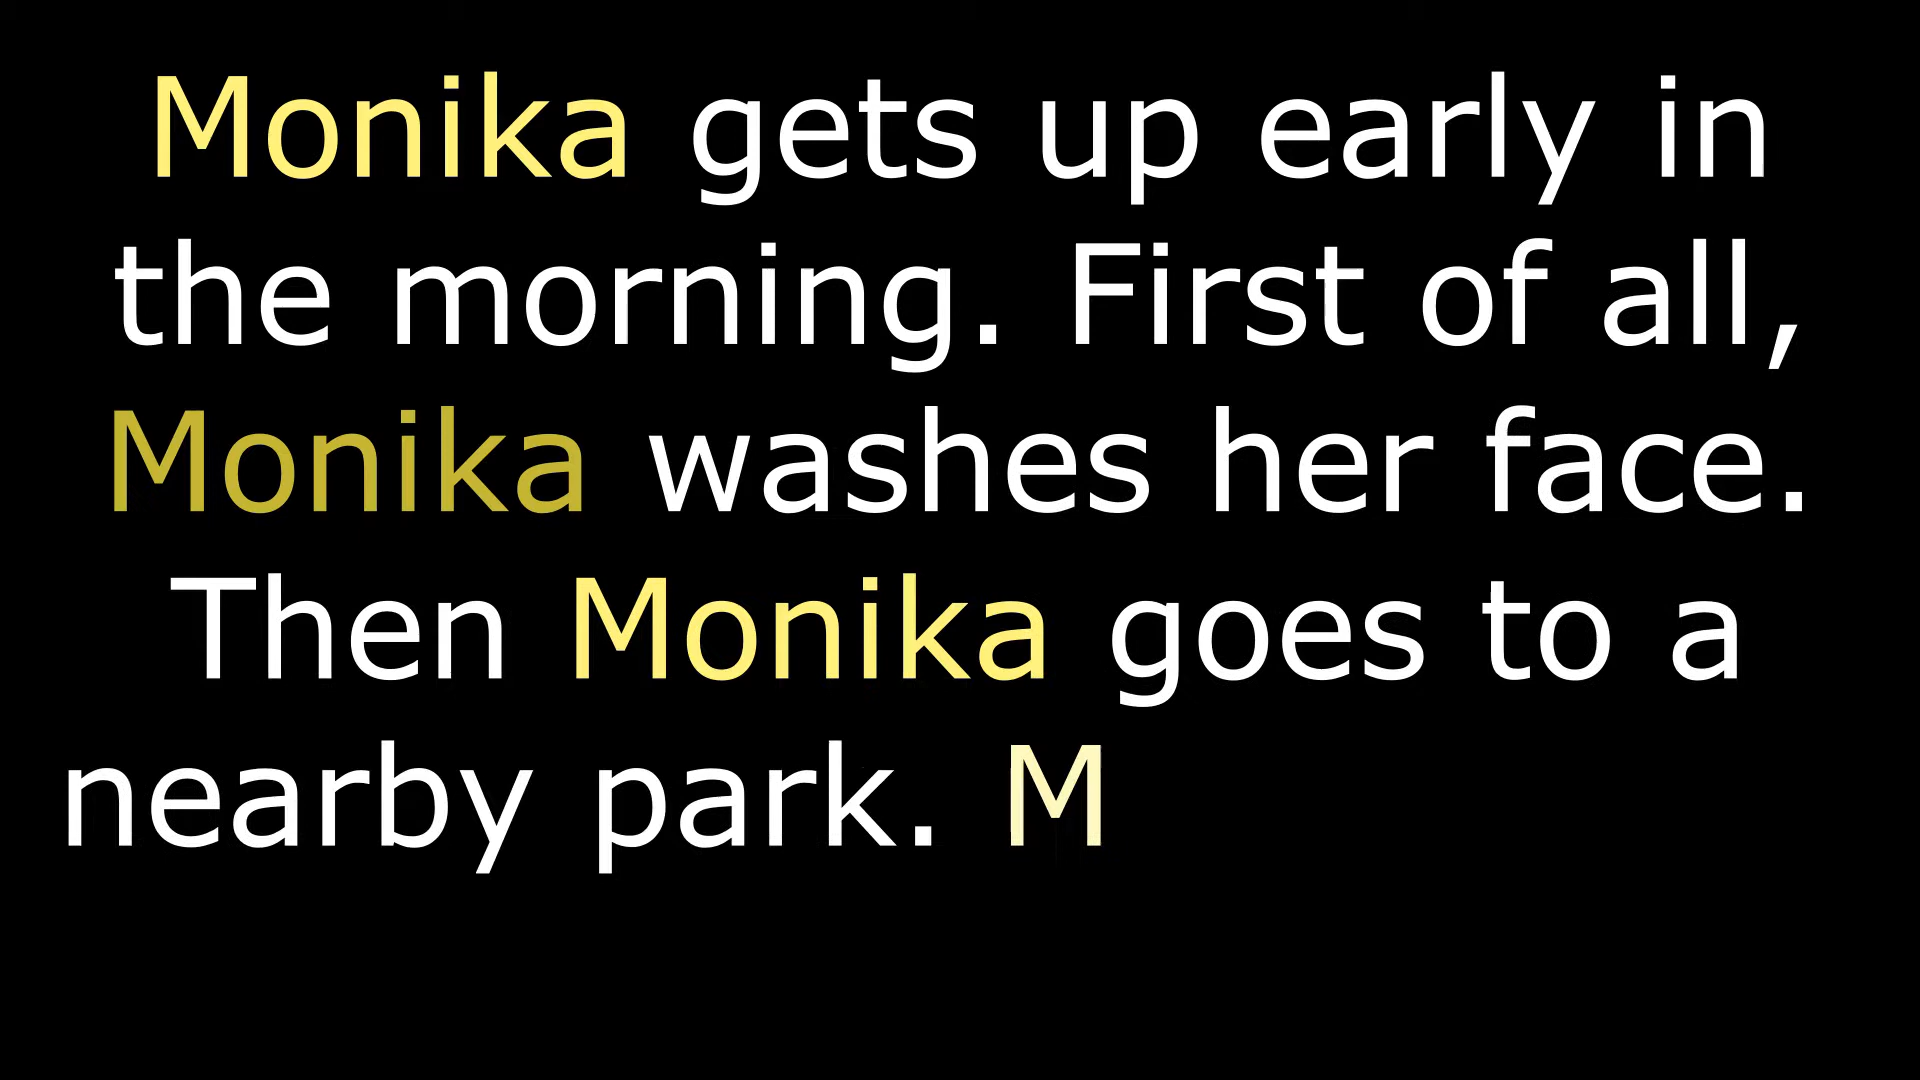 Monika gets up early in
the morning. First of all,
Monika washes her face.
Then Monika goes to a
nearby park. M